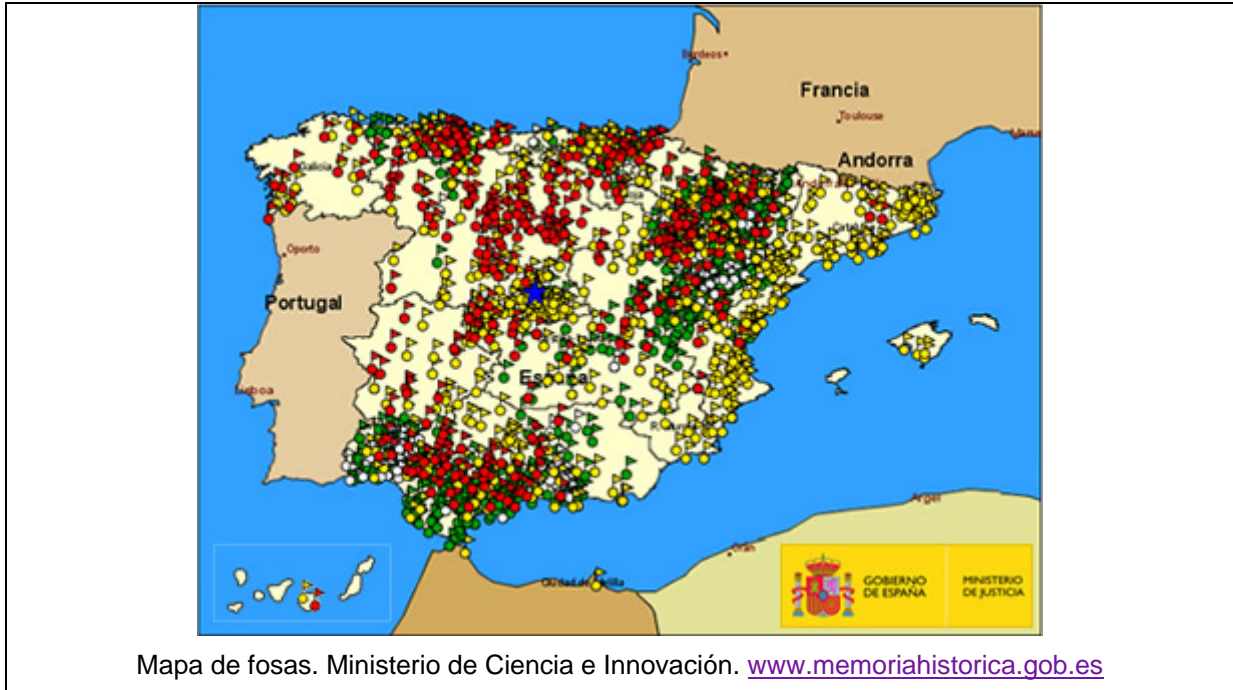 Bordeos
Francia
Toulouse
Andorra
Galicia
Oporto
Portugal
España
Lisboa
Argel
Orán
Ciudad de Melilla
GOBIERNO
DE ESPAÑA
MINISTERIO
DE JUSTICIA
Mapa de fosas. Ministerio de Ciencia e Innovación. www.memoriahistorica.gob.es